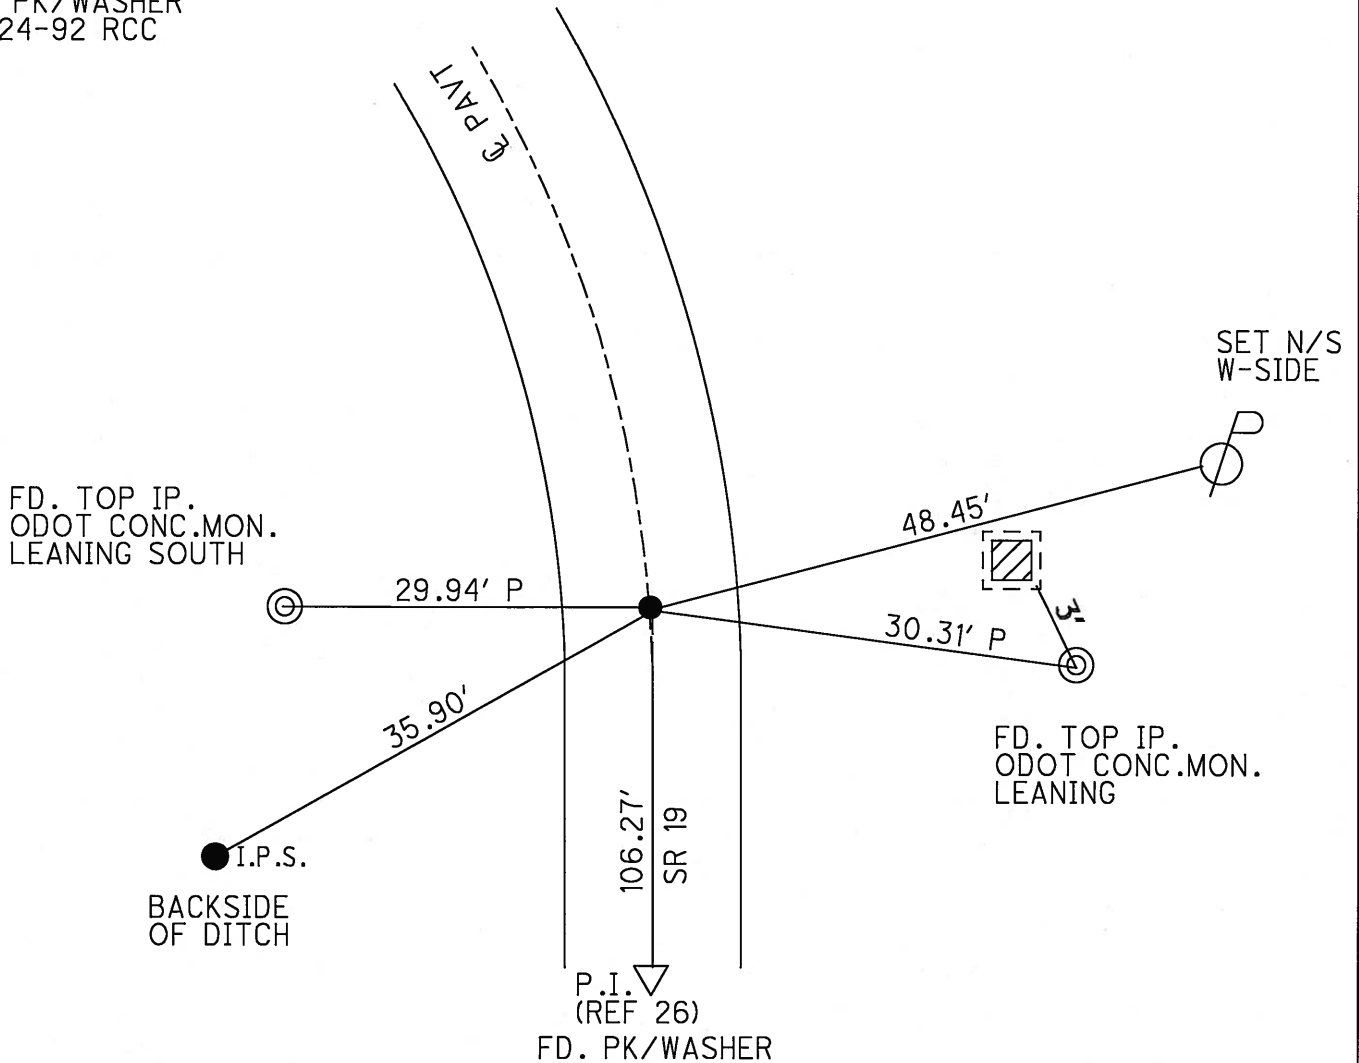 PK/WASHER
24-92 RCC
℄ PAVT
SET N/S
W-SIDE
FD. TOP IP.
ODOT CONC.MON.
LEANING SOUTH
48.45'
29.94' P
3'
30.31' P
35.90'
FD. TOP IP.
ODOT CONC.MON.
LEANING
106.27'
SR 19
I.P.S.
BACKSIDE
OF DITCH
P.I.
(REF 26)
FD. PK/WASHER